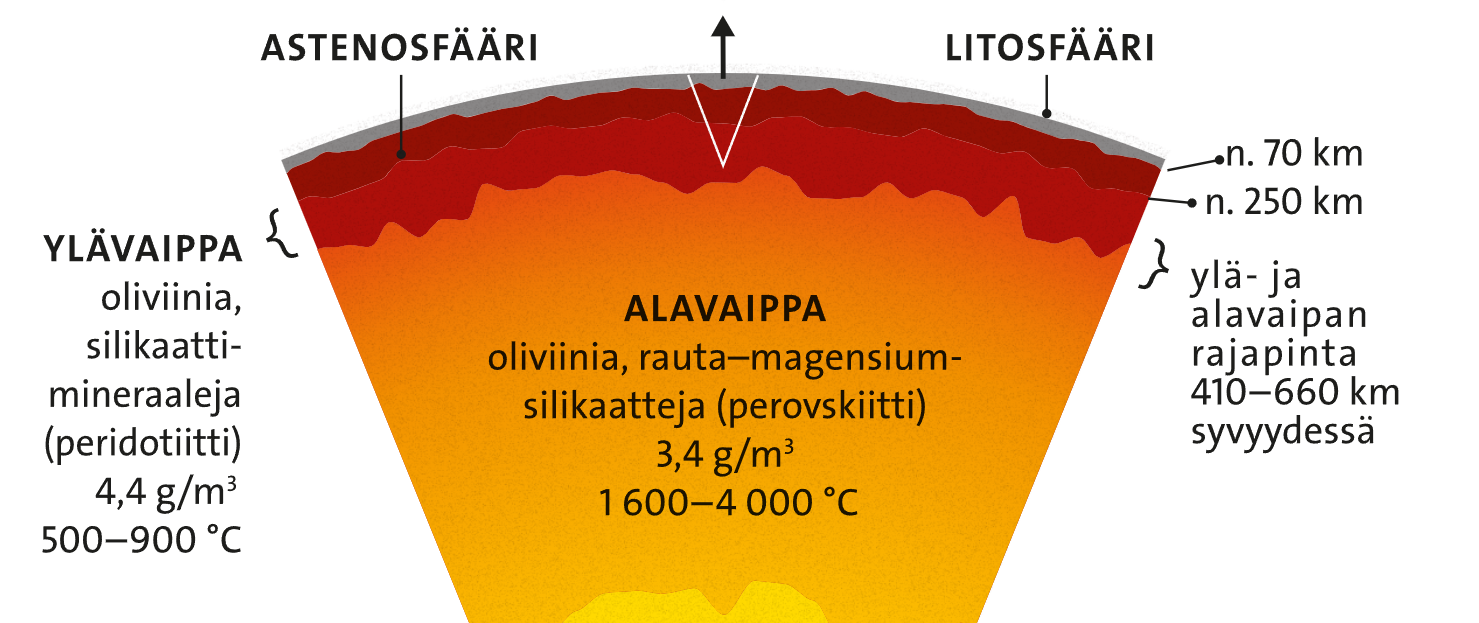 ASTENOSFÄÄRI
LITOSFÄÄRI
n. 70 km
n. 250 km
YLÄVAIPPA
oliviinia,
silikaatti-
mineraaleja
(peridotiitti)
4,4 g/m³
500–900 °C
ALAVAIPPA
oliviinia, rauta–magensium-
silikaatteja (perovskiitti)
3,4 g/m³
1 600–4 000 °C
ylä- ja
alavaipan
rajapinta
410–660 km
syvyydessä